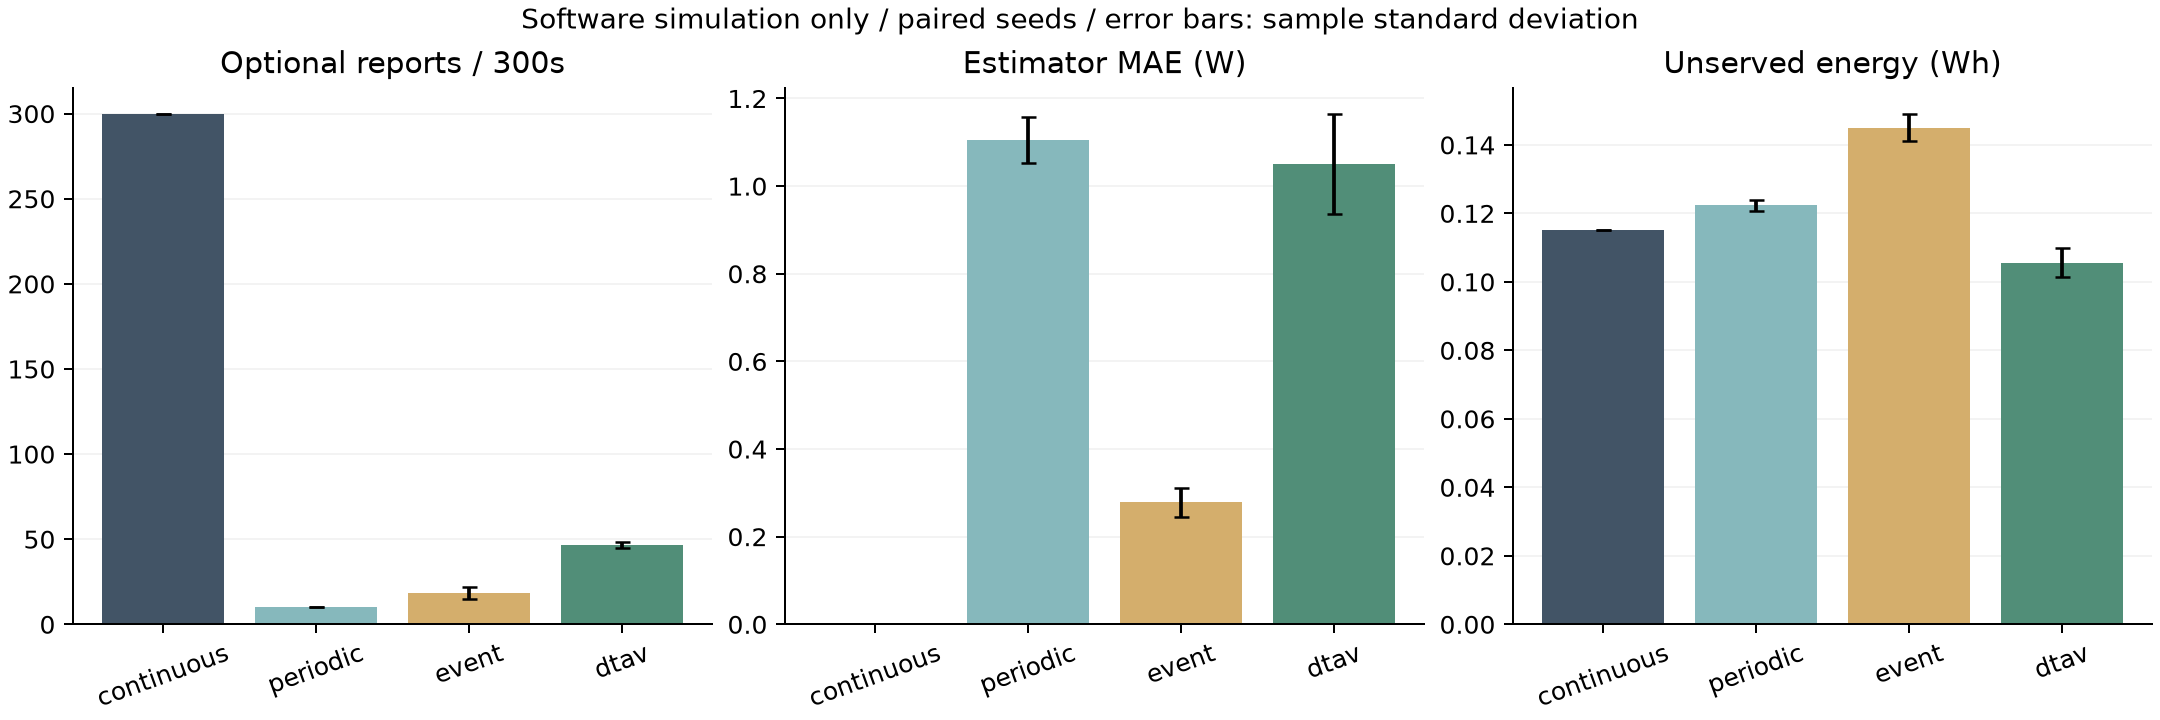 Software simulation only / paired seeds / error bars: sample standard deviation
Optional reports / 300s
300
250
200
150
100
50
0
continuous
periodic
event
dtav
Estimator MAE (W)
1.2
1.0
0.8
0.6
0.4
0.2
0.0
continuous
periodic
event
dtav
Unserved energy (Wh)
0.14
0.12
0.10
0.08
0.06
0.04
0.02
0.00
continuous
periodic
event
dtav